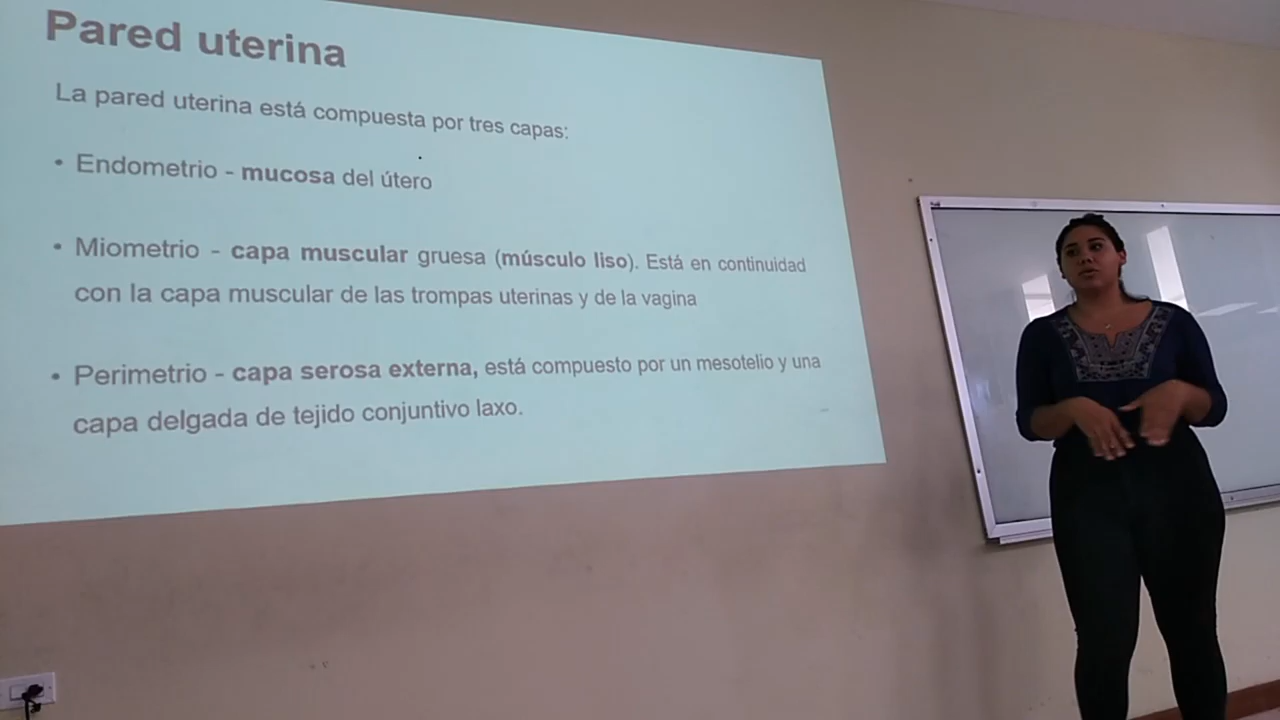 Pared uterina
La pared uterina está compuesta por tres capas:
• Endometrio - mucosa del útero
• Miometrio - capa muscular gruesa (músculo liso). Está en continuidad
con la capa muscular de las trompas uterinas y de la vagina
• Perimetrio - capa serosa externa, está compuesto por un mesotelio y una
capa delgada de tejido conjuntivo laxo.